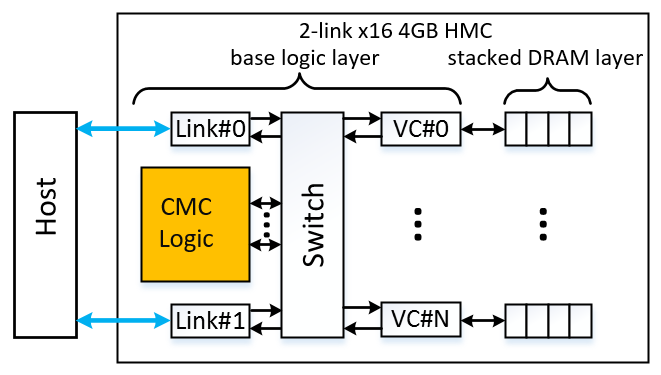 2-link x16 4GB HMC
base logic layer
stacked DRAM layer
Host
Link#0
VC#0
CMC
Logic
Switch
Link#1
VC#N